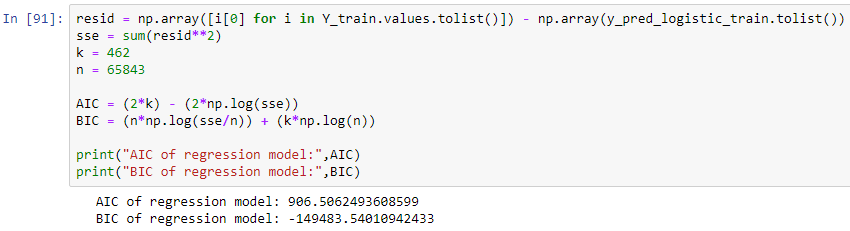 In [91]: resid = np.array([i[0] for i in Y_train.values.tolist()]) - np.array(y_pred_logistic_train.tolist())
sse = sum(resid**2)
k = 462
n = 65843
AIC = (2*k) - (2*np.log(sse))
BIC = (n*np.log(sse/n)) + (k*np.log(n))
print("AIC of regression model:",AIC)
print("BIC of regression model:",BIC)
AIC of regression model: 906.5062493608599
BIC of regression model: -149483.54010942433